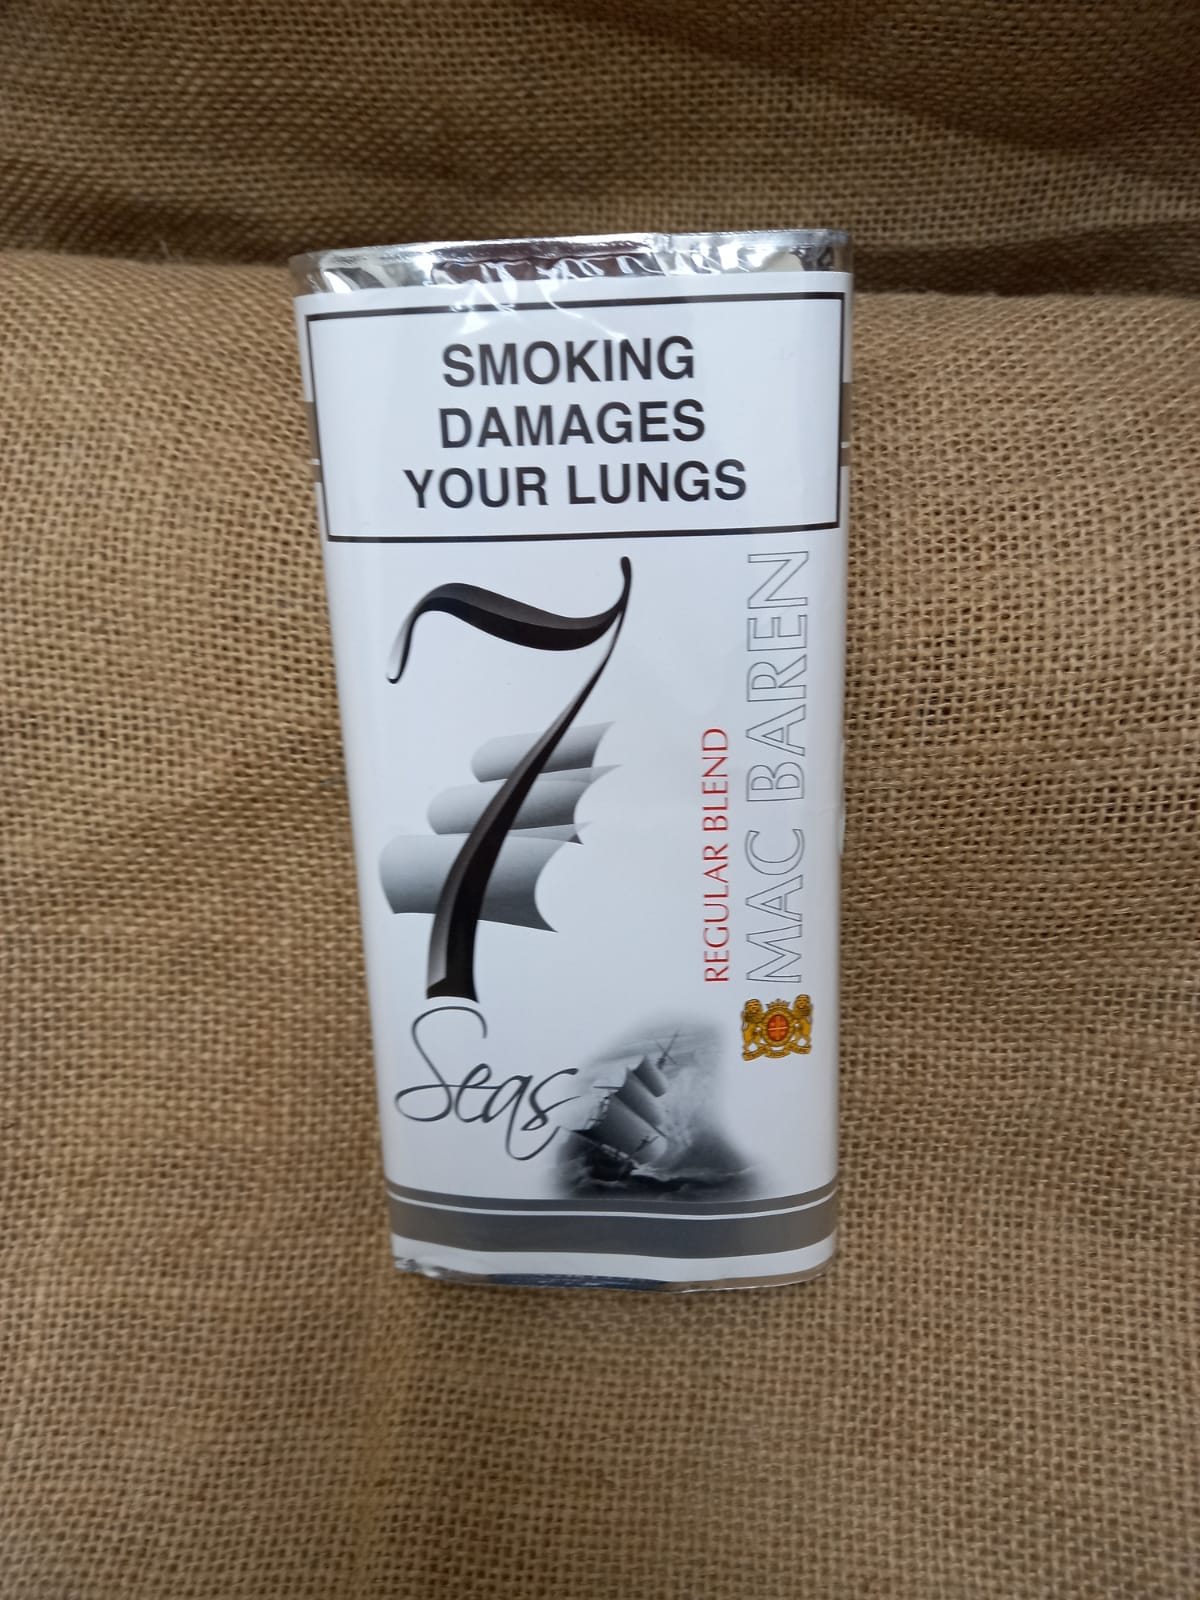 SMOKING
DAMAGES
YOUR LUNGS
7
Seas
REGULAR BLEND
MAC BAREN